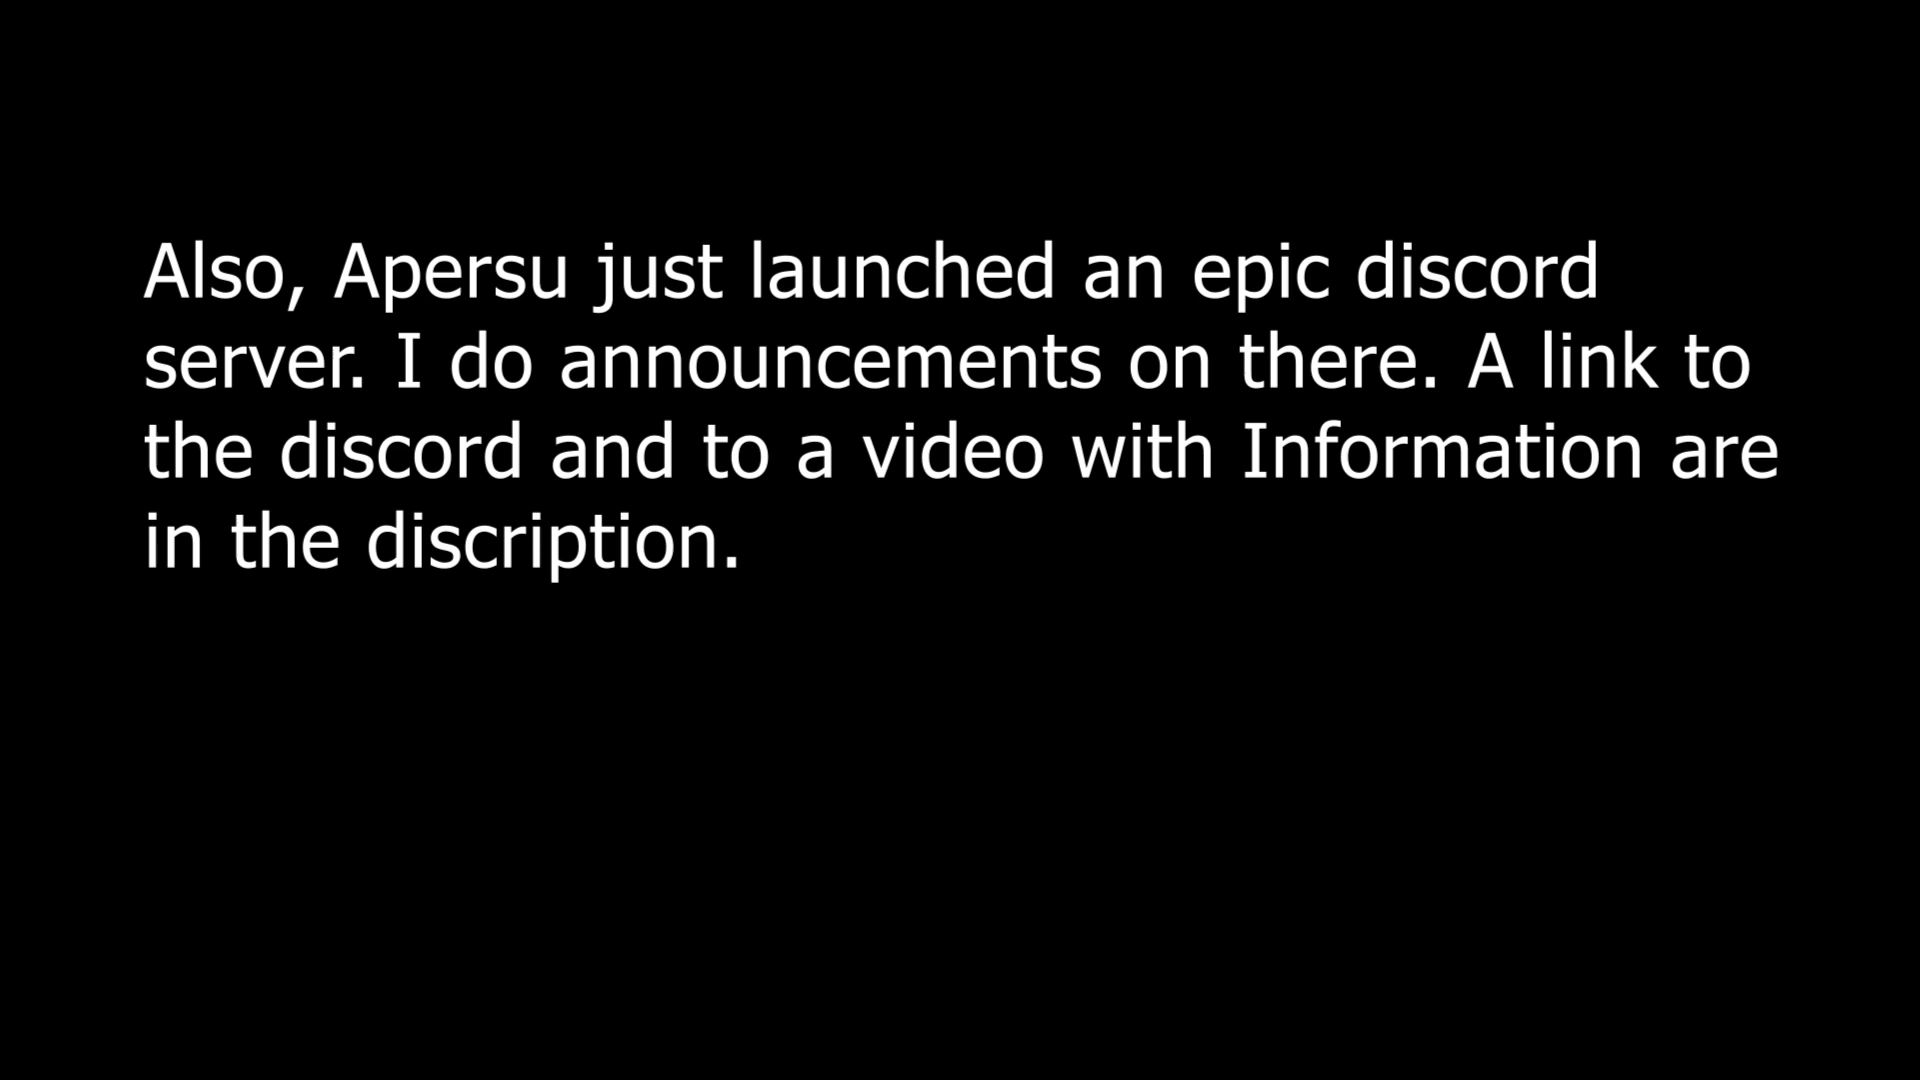 Also, Apersu just launched an epic discord
server. I do announcements on there. A link to
the discord and to a video with Information are
in the discription.